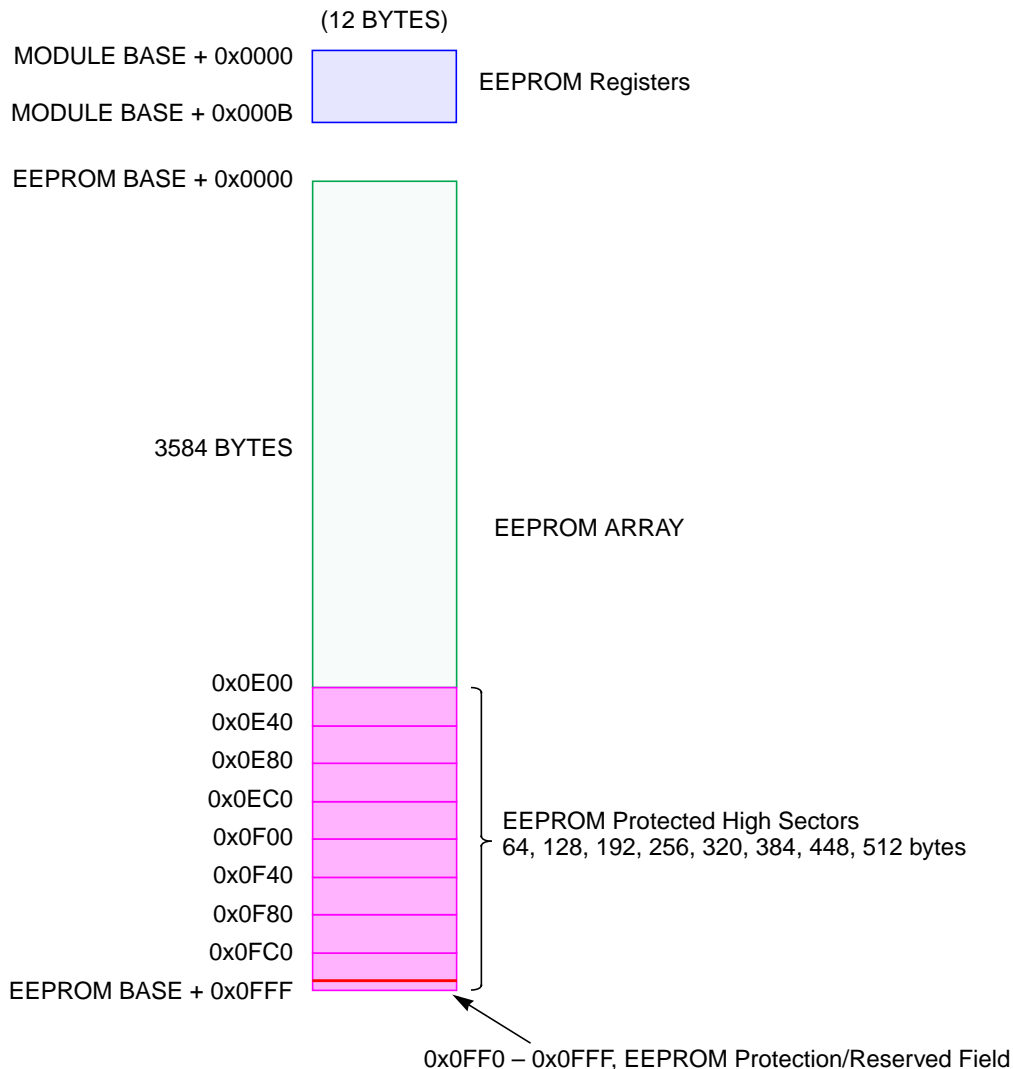 (12 BYTES)
MODULE BASE + 0x0000
EEPROM Registers
MODULE BASE + 0x000B
EEPROM BASE + 0x0000
3584 BYTES
EEPROM ARRAY
0x0E00
0x0E40
0x0E80
0x0EC0
0x0F00
0x0F40
0x0F80
0x0FC0
EEPROM Protected High Sectors
64, 128, 192, 256, 320, 384, 448, 512 bytes
EEPROM BASE + 0x0FFF
0x0FF0 – 0x0FFF, EEPROM Protection/Reserved Field